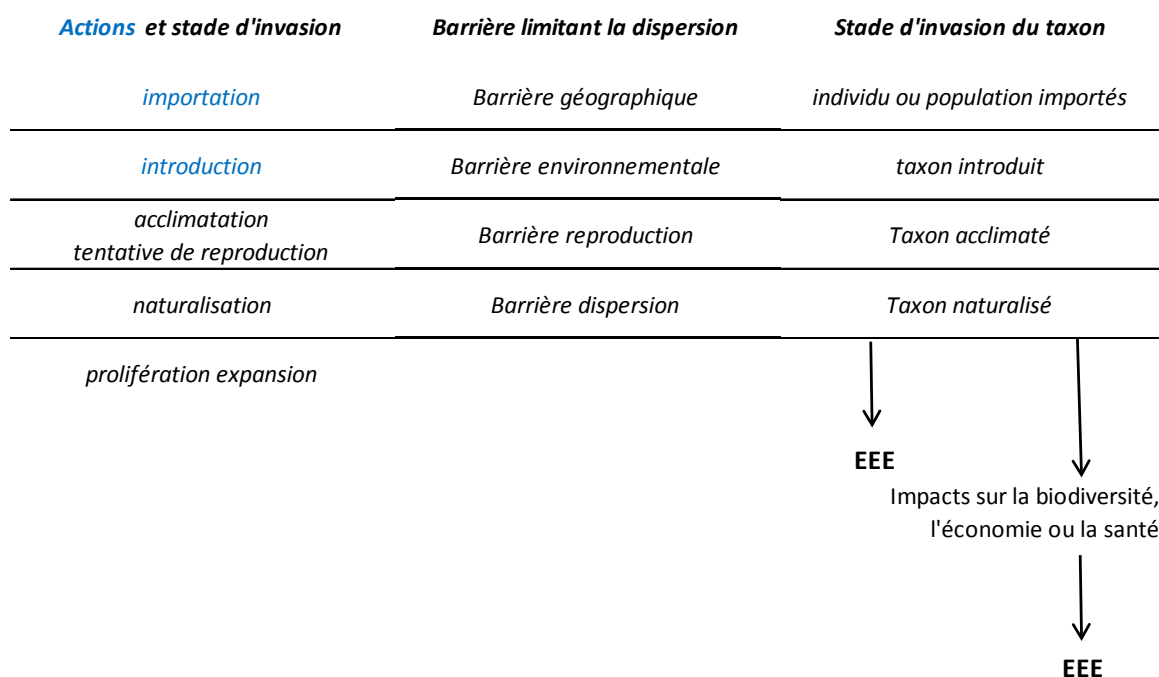 Actions et stade d'invasion Barrière limitant la dispersion Stade d'invasion du taxon
importation Barrière géographique individu ou population importés
introduction Barrière environnementale taxon introduit
acclimatation
tentative de reproduction Barrière reproduction Taxon acclimaté
naturalisation Barrière dispersion Taxon naturalisé
prolifération expansion
EEE
Impacts sur la biodiversité,
l'économie ou la santé
EEE